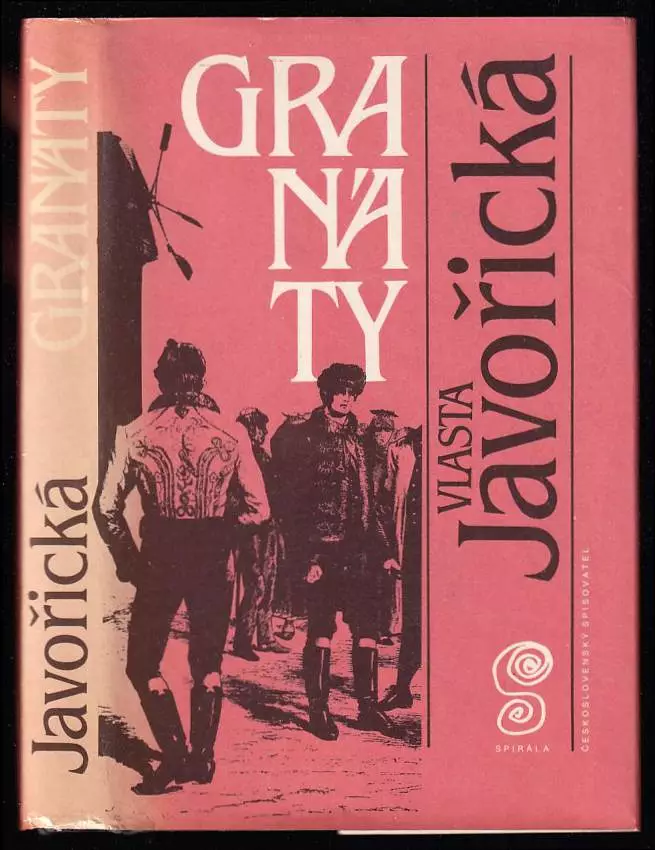 GRANÁTY
Javořická
GRA
NÁ
TY
VLASTA
Javořická
SPIRÁLA
ČESKOSLOVENSKÝ SPISOVATEL